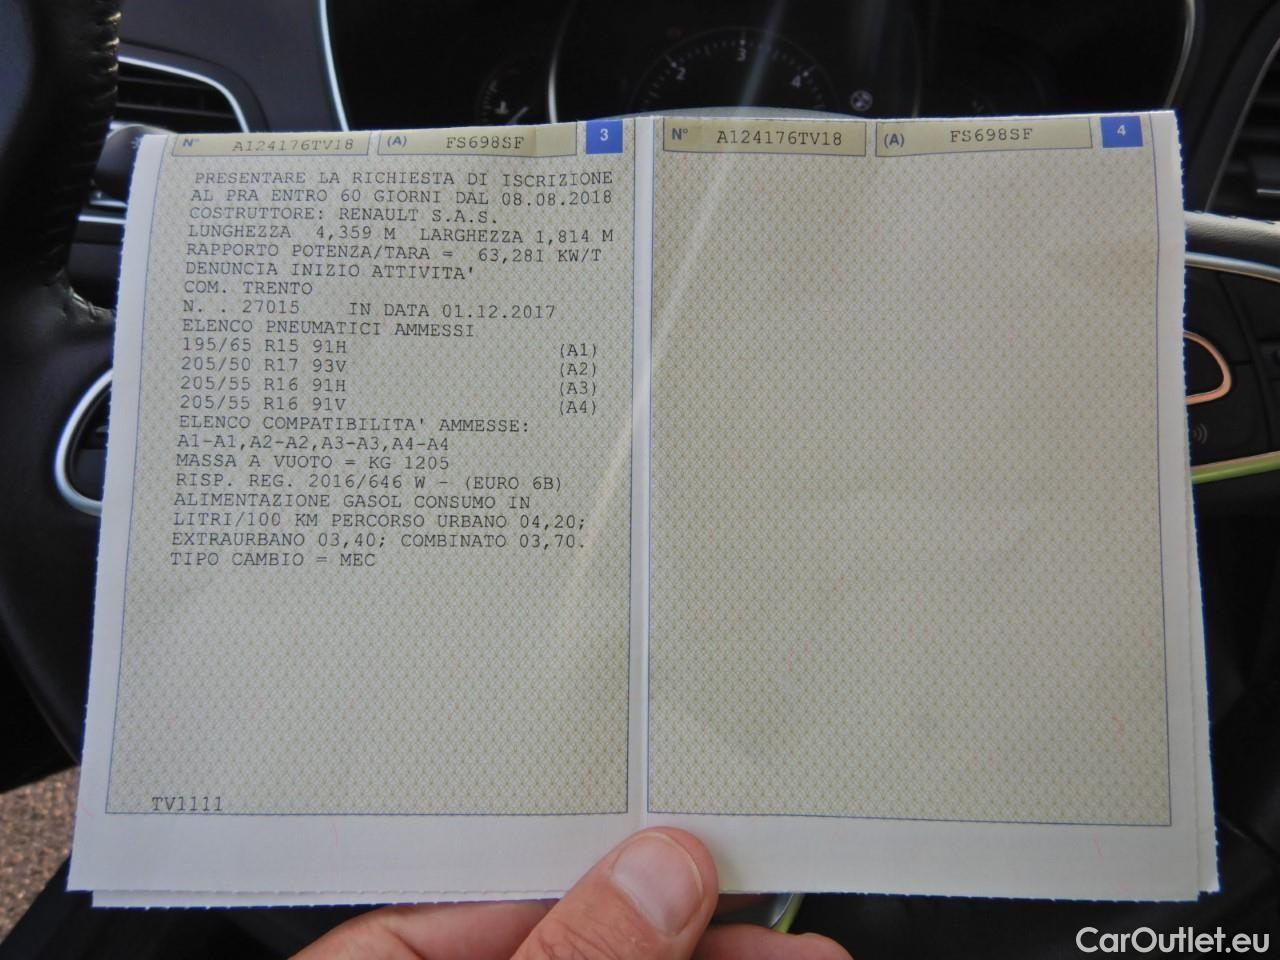 N° A124176TV18 (A) FS698SF 3
PRESENTARE LA RICHIESTA DI ISCRIZIONE
AL PRA ENTRO 60 GIORNI DAL 08.08.2018
COSTRUTTORE: RENAULT S.A.S.
LUNGHEZZA 4,359 M LARGHEZZA 1,814 M
RAPPORTO POTENZA/TARA = 63,281 KW/T
DENUNCIA INIZIO ATTIVITA'
COM. TRENTO
N. . 27015 IN DATA 01.12.2017
ELENCO PNEUMATICI AMMESSI
195/65 R15 91H (A1)
205/50 R17 93V (A2)
205/55 R16 91H (A3)
205/55 R16 91V (A4)
ELENCO COMPATIBILITA' AMMESSE:
A1-A1,A2-A2,A3-A3,A4-A4
MASSA A VUOTO = KG 1205
RISP. REG. 2016/646 W - (EURO 6B)
ALIMENTAZIONE GASOL CONSUMO IN
LITRI/100 KM PERCORSO URBANO 04,20;
EXTRAURBANO 03,40; COMBINATO 03,70.
TIPO CAMBIO = MEC
TV1111
N° A124176TV18 (A) FS698SF 4
2 3 4
CarOutlet.eu